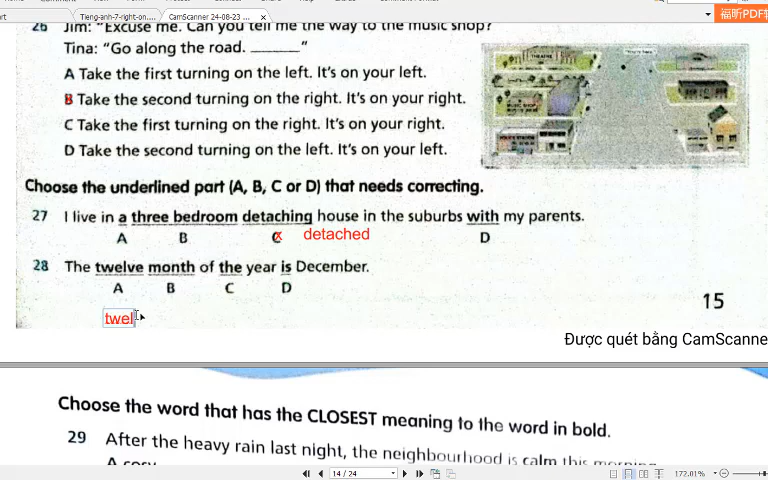 Tieng-anh-7-right-on....
CamScanner 24-08-23 ...
福昕PDF转
26 Jim: "Excuse me. Can you tell me the way to the music shop?
Tina: "Go along the road. ______"
A Take the first turning on the left. It's on your left.
B Take the second turning on the right. It's on your right.
C Take the first turning on the right. It's on your right.
D Take the second turning on the left. It's on your left.
Choose the underlined part (A, B, C or D) that needs correcting.
27 I live in a three bedroom detaching house in the suburbs with my parents.
A B C x detached D
28 The twelve month of the year is December.
A B C D
twel
15
Được quét bằng CamScanne
Choose the word that has the CLOSEST meaning to the word in bold.
29 After the heavy rain last night, the neighbourhood is calm this morning
A cosy
14 / 24
172.01%